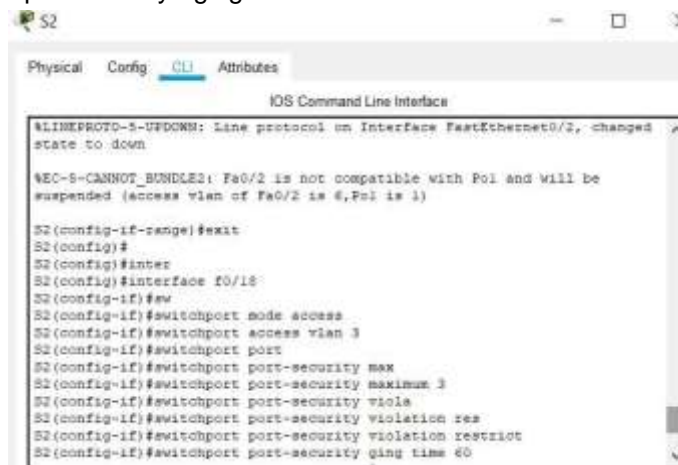 S2
Physical Config CLI Attributes
IOS Command Line Interface
%LINEPROTO-5-UPDOWN: Line protocol on Interface FastEthernet0/2, changed
state to down
%EC-5-CANNOT_BUNDLE2: Fa0/2 is not compatible with Po1 and will be
suspended (access vlan of Fa0/2 is 6,Po1 is 1)
S2(config-if-range)#exit
S2(config)#
S2(config)#inter
S2(config)#interface f0/18
S2(config-if)#sw
S2(config-if)#switchport mode access
S2(config-if)#switchport access vlan 3
S2(config-if)#switchport port
S2(config-if)#switchport port-security max
S2(config-if)#switchport port-security maximum 3
S2(config-if)#switchport port-security viola
S2(config-if)#switchport port-security violation res
S2(config-if)#switchport port-security violation restrict
S2(config-if)#switchport port-security ging time 60